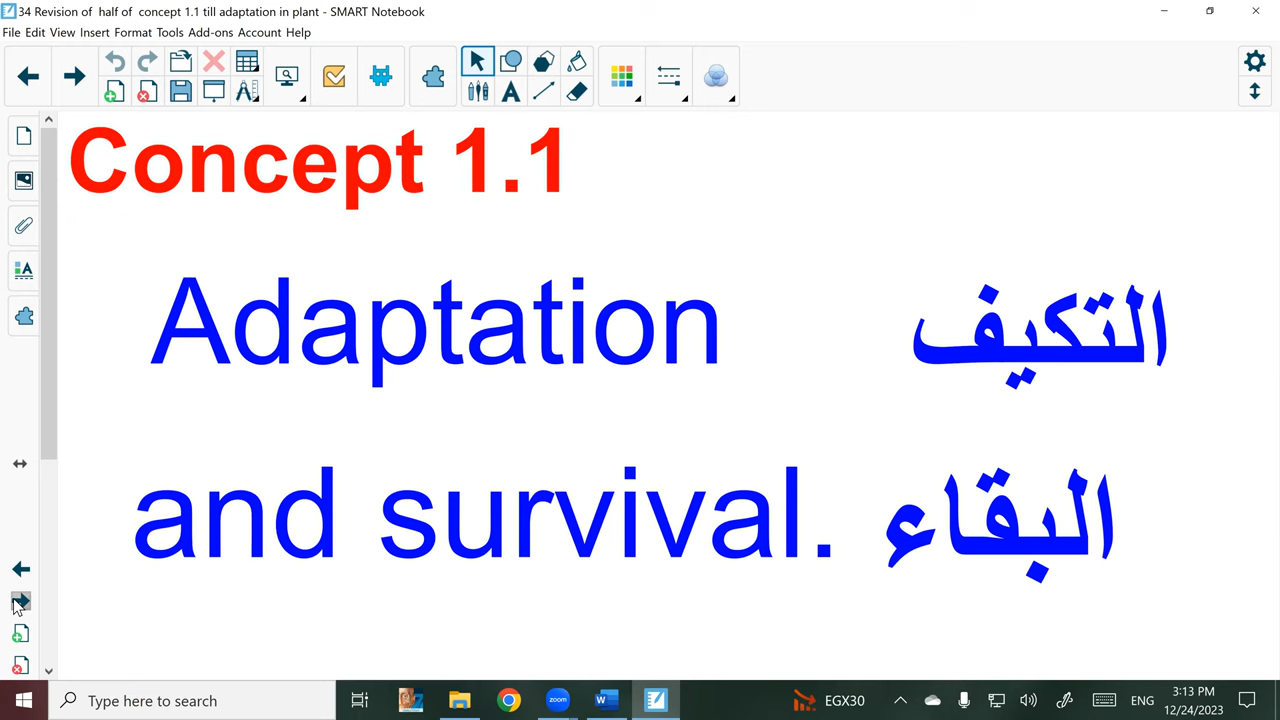 34 Revision of half of concept 1.1 till adaptation in plant - SMART Notebook
File Edit View Insert Format Tools Add-ons Account Help
Concept 1.1
Adaptation التكيف
and survival. البقاء
Type here to search
EGX30
ENG
3:13 PM
12/24/2023